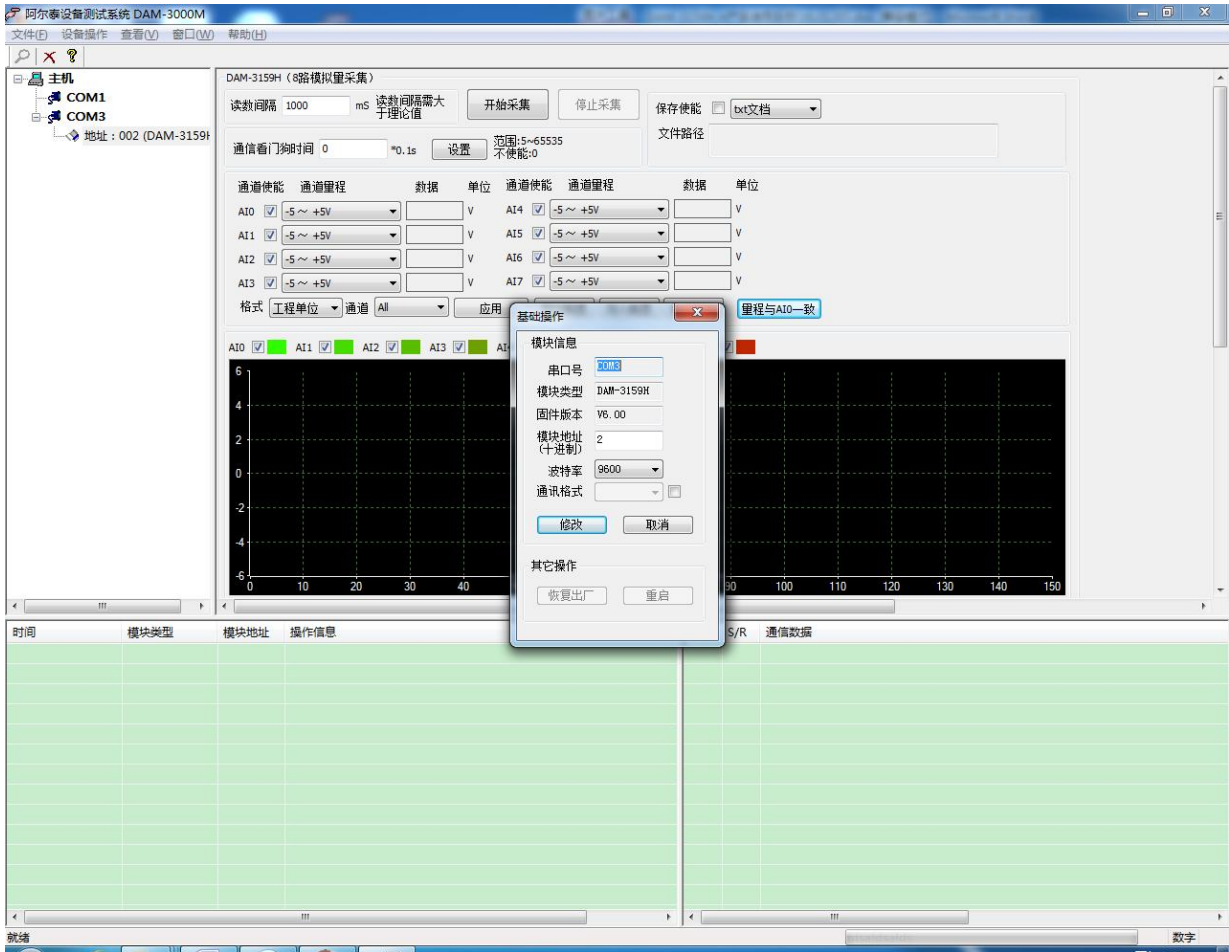 阿尔泰设备测试系统 DAM-3000M
文件(F) 设备操作 查看(V) 窗口(W) 帮助(H)
主机
COM1
COM3
地址：002 (DAM-3159H
DAM-3159H（8路模拟量采集）
读数间隔 1000 mS 读数间隔需大于理论值 开始采集 停止采集
保存使能 txt文档
文件路径
通信看门狗时间 0 *0.1s 设置 范围:5~65535 不使能:0
通道使能 通道里程 数据 单位 通道使能 通道里程 数据 单位
AI0 -5～ +5V V AI4 -5～ +5V V
AI1 -5～ +5V V AI5 -5～ +5V V
AI2 -5～ +5V V AI6 -5～ +5V V
AI3 -5～ +5V V AI7 -5～ +5V V
格式 工程单位 通道 All 应用 里程与AI0一致
AI0 AI1 AI2 AI3
6
4
2
0
-2
-4
-6
0 10 20 30 40 100 110 120 130 140 150
基础操作
模块信息
串口号 COM3
模块类型 DAM-3159H
固件版本 V6.00
模块地址 (十进制) 2
波特率 9600
通讯格式
修改 取消
其它操作
恢复出厂 重启
时间 模块类型 模块地址 操作信息 S/R 通信数据
就绪 数字